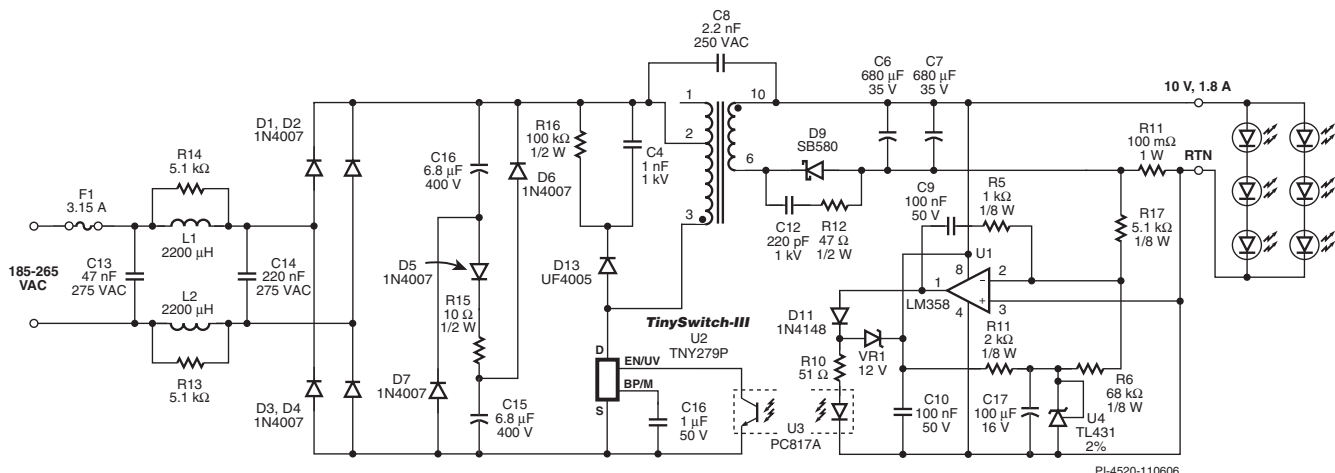 C8
2.2 nF
250 VAC
C6
680 µF
35 V
C7
680 µF
35 V
10 V, 1.8 A
1
2
3
10
6
D1, D2
1N4007
R16
100 kΩ
1/2 W
C4
1 nF
1 kV
D9
SB580
R11
100 mΩ
1 W
RTN
R14
5.1 kΩ
C16
6.8 µF
400 V
D6
1N4007
F1
3.15 A
L1
2200 µH
C9
100 nF
50 V
R5
1 kΩ
1/8 W
R17
5.1 kΩ
1/8 W
C12
220 pF
1 kV
R12
47 Ω
1/2 W
185-265
VAC
C13
47 nF
275 VAC
C14
220 nF
275 VAC
D5
1N4007
D13
UF4005
U1
8
2
1
4
3
LM358
L2
2200 µH
R15
10 Ω
1/2 W
TinySwitch-III
U2
TNY279P
D11
1N4148
VR1
12 V
R11
2 kΩ
1/8 W
R13
5.1 kΩ
D
EN/UV
BP/M
S
R10
51 Ω
R6
68 kΩ
1/8 W
D3, D4
1N4007
D7
1N4007
C15
6.8 µF
400 V
C16
1 µF
50 V
U3
PC817A
C10
100 nF
50 V
C17
100 µF
16 V
U4
TL431
2%
PI-4520-110606